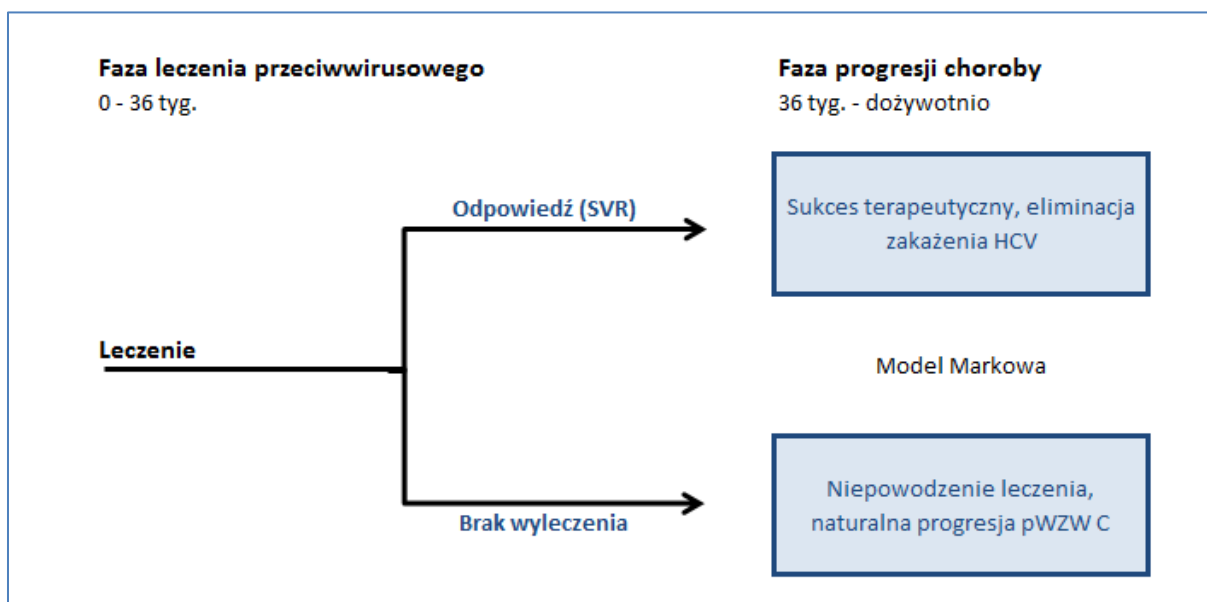 Faza leczenia przeciwwirusowego
0 - 36 tyg.
Faza progresji choroby
36 tyg. - dożywotnio
Odpowiedź (SVR)
Sukces terapeutyczny, eliminacja
zakażenia HCV
Leczenie
Model Markowa
Brak wyleczenia
Niepowodzenie leczenia,
naturalna progresja pWZW C